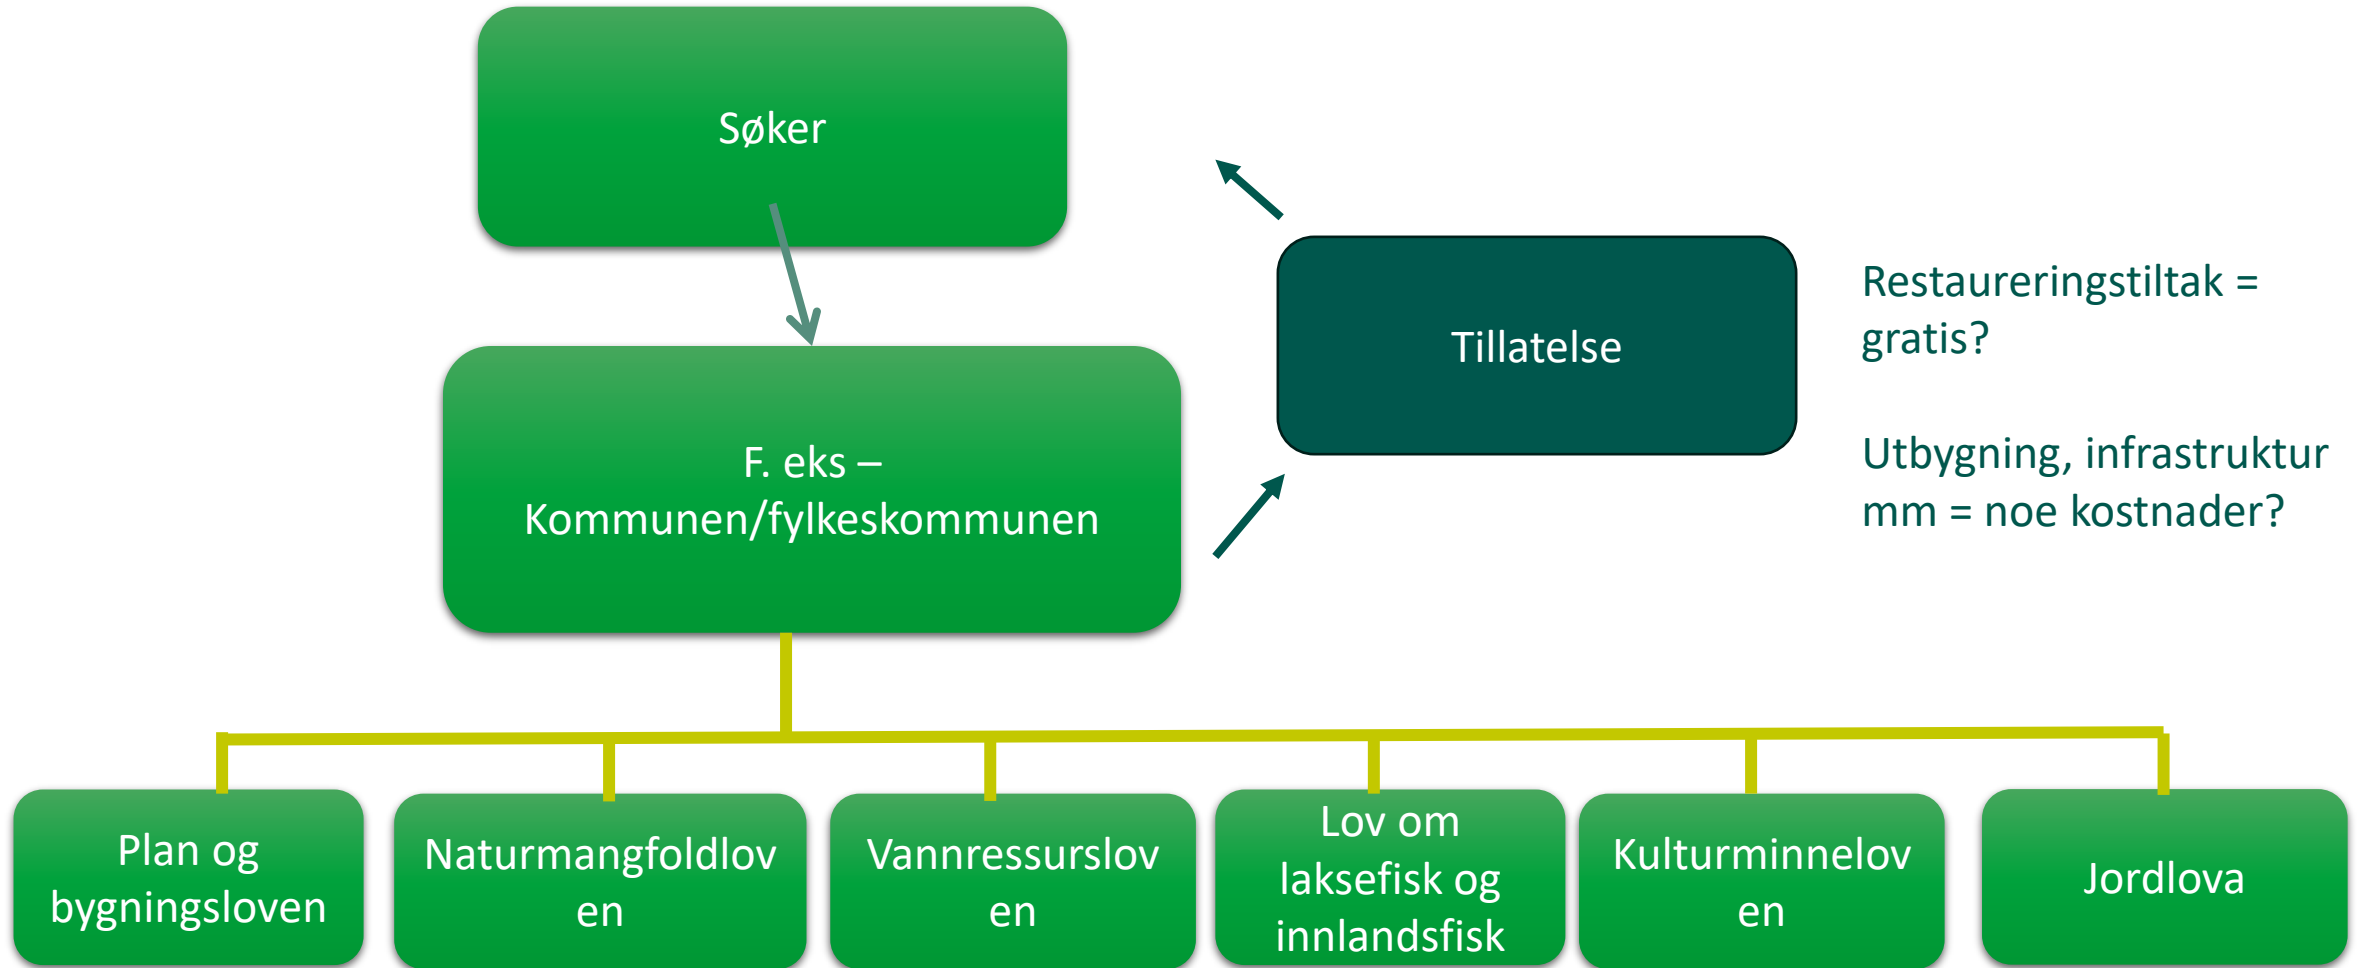 Søker
F. eks –
Kommunen/fylkeskommunen
Tillatelse
Restaureringstiltak =
gratis?
Utbygning, infrastruktur
mm = noe kostnader?
Plan og
bygningsloven
Naturmangfoldlov
en
Vannressurslov
en
Lov om
laksefisk og
innlandsfisk
Kulturminnelov
en
Jordlova